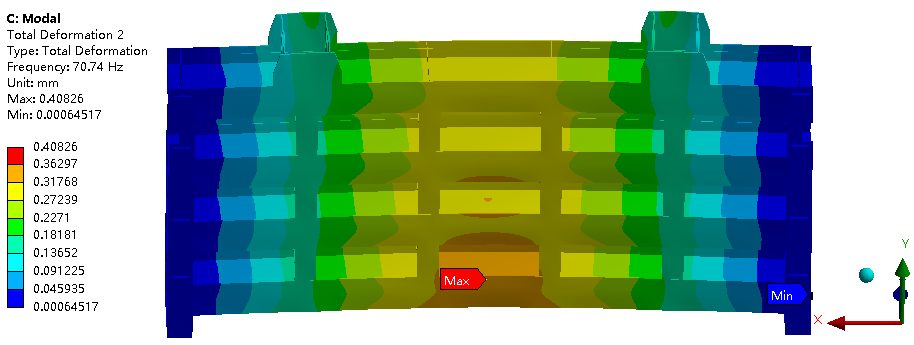 C: Modal
Total Deformation 2
Type: Total Deformation
Frequency: 70.74 Hz
Unit: mm
Max: 0.40826
Min: 0.00064517
0.40826
0.36297
0.31768
0.27239
0.2271
0.18181
0.13652
0.091225
0.045935
0.00064517
Max
Min
Y
X